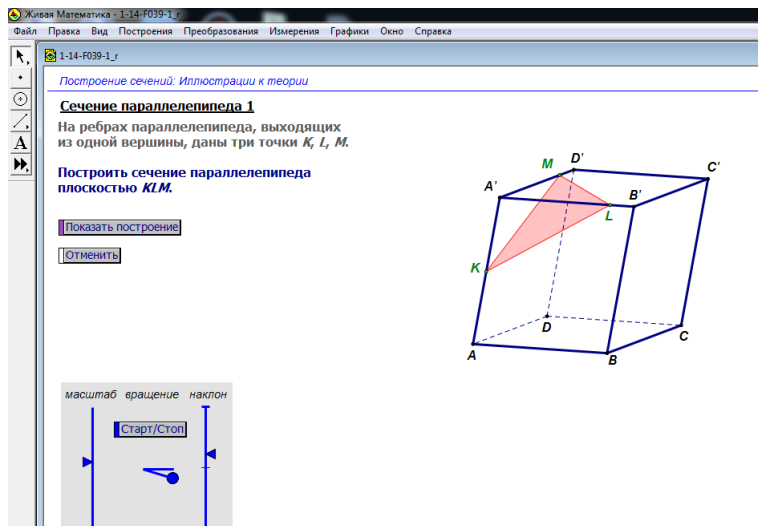 Живая Математика - 1-14-F039-1_r
Файл Правка Вид Построения Преобразования Измерения Графики Окно Справка
1-14-F039-1_r
Построение сечений: Иллюстрации к теории
Сечение параллелепипеда 1
На ребрах параллелепипеда, выходящих
из одной вершины, даны три точки K, L, M.
Построить сечение параллелепипеда
плоскостью KLM.
Показать построение
Отменить
A
M
D'
C'
A'
B'
L
K
D
C
A
B
масштаб вращение наклон
Старт/Стоп